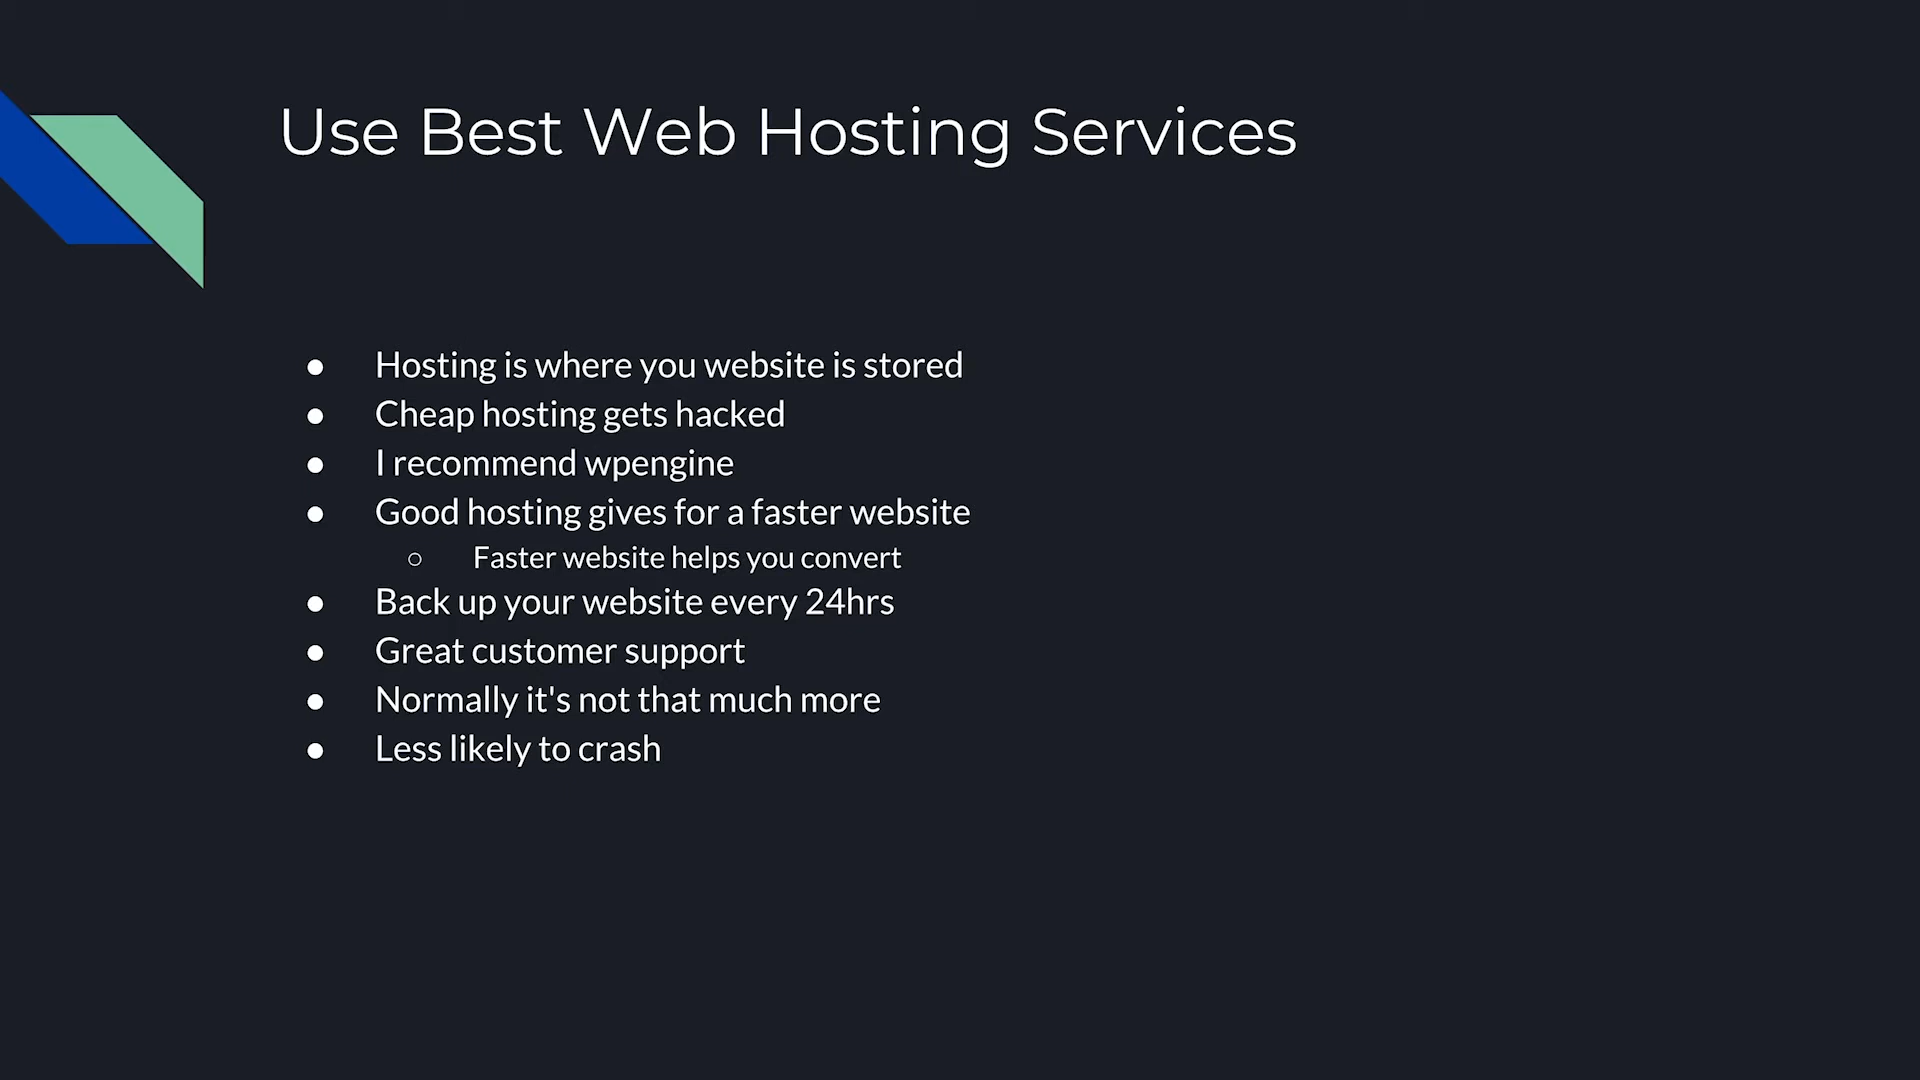 Use Best Web Hosting Services
● Hosting is where you website is stored
● Cheap hosting gets hacked
● I recommend wpengine
● Good hosting gives for a faster website
○ Faster website helps you convert
● Back up your website every 24hrs
● Great customer support
● Normally it's not that much more
● Less likely to crash